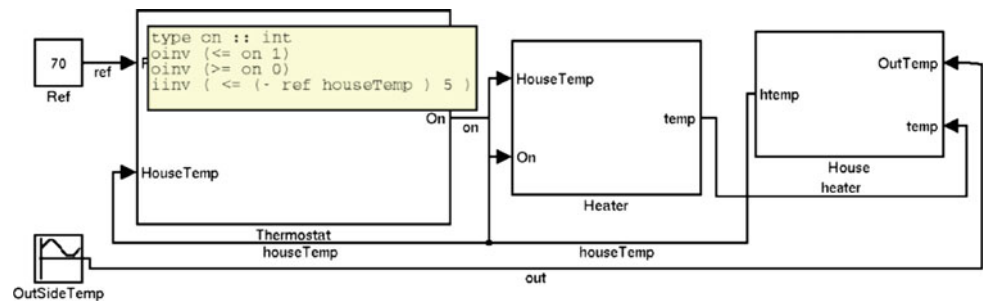 type on :: int
oinv (<= on 1)
oinv (>= on 0)
iinv ( <= (- ref houseTemp ) 5 )
70
ref
Ref
On
on
HouseTemp
Thermostat
houseTemp
HouseTemp
On
temp
Heater
houseTemp
OutTemp
htemp
temp
House
heater
out
OutSideTemp